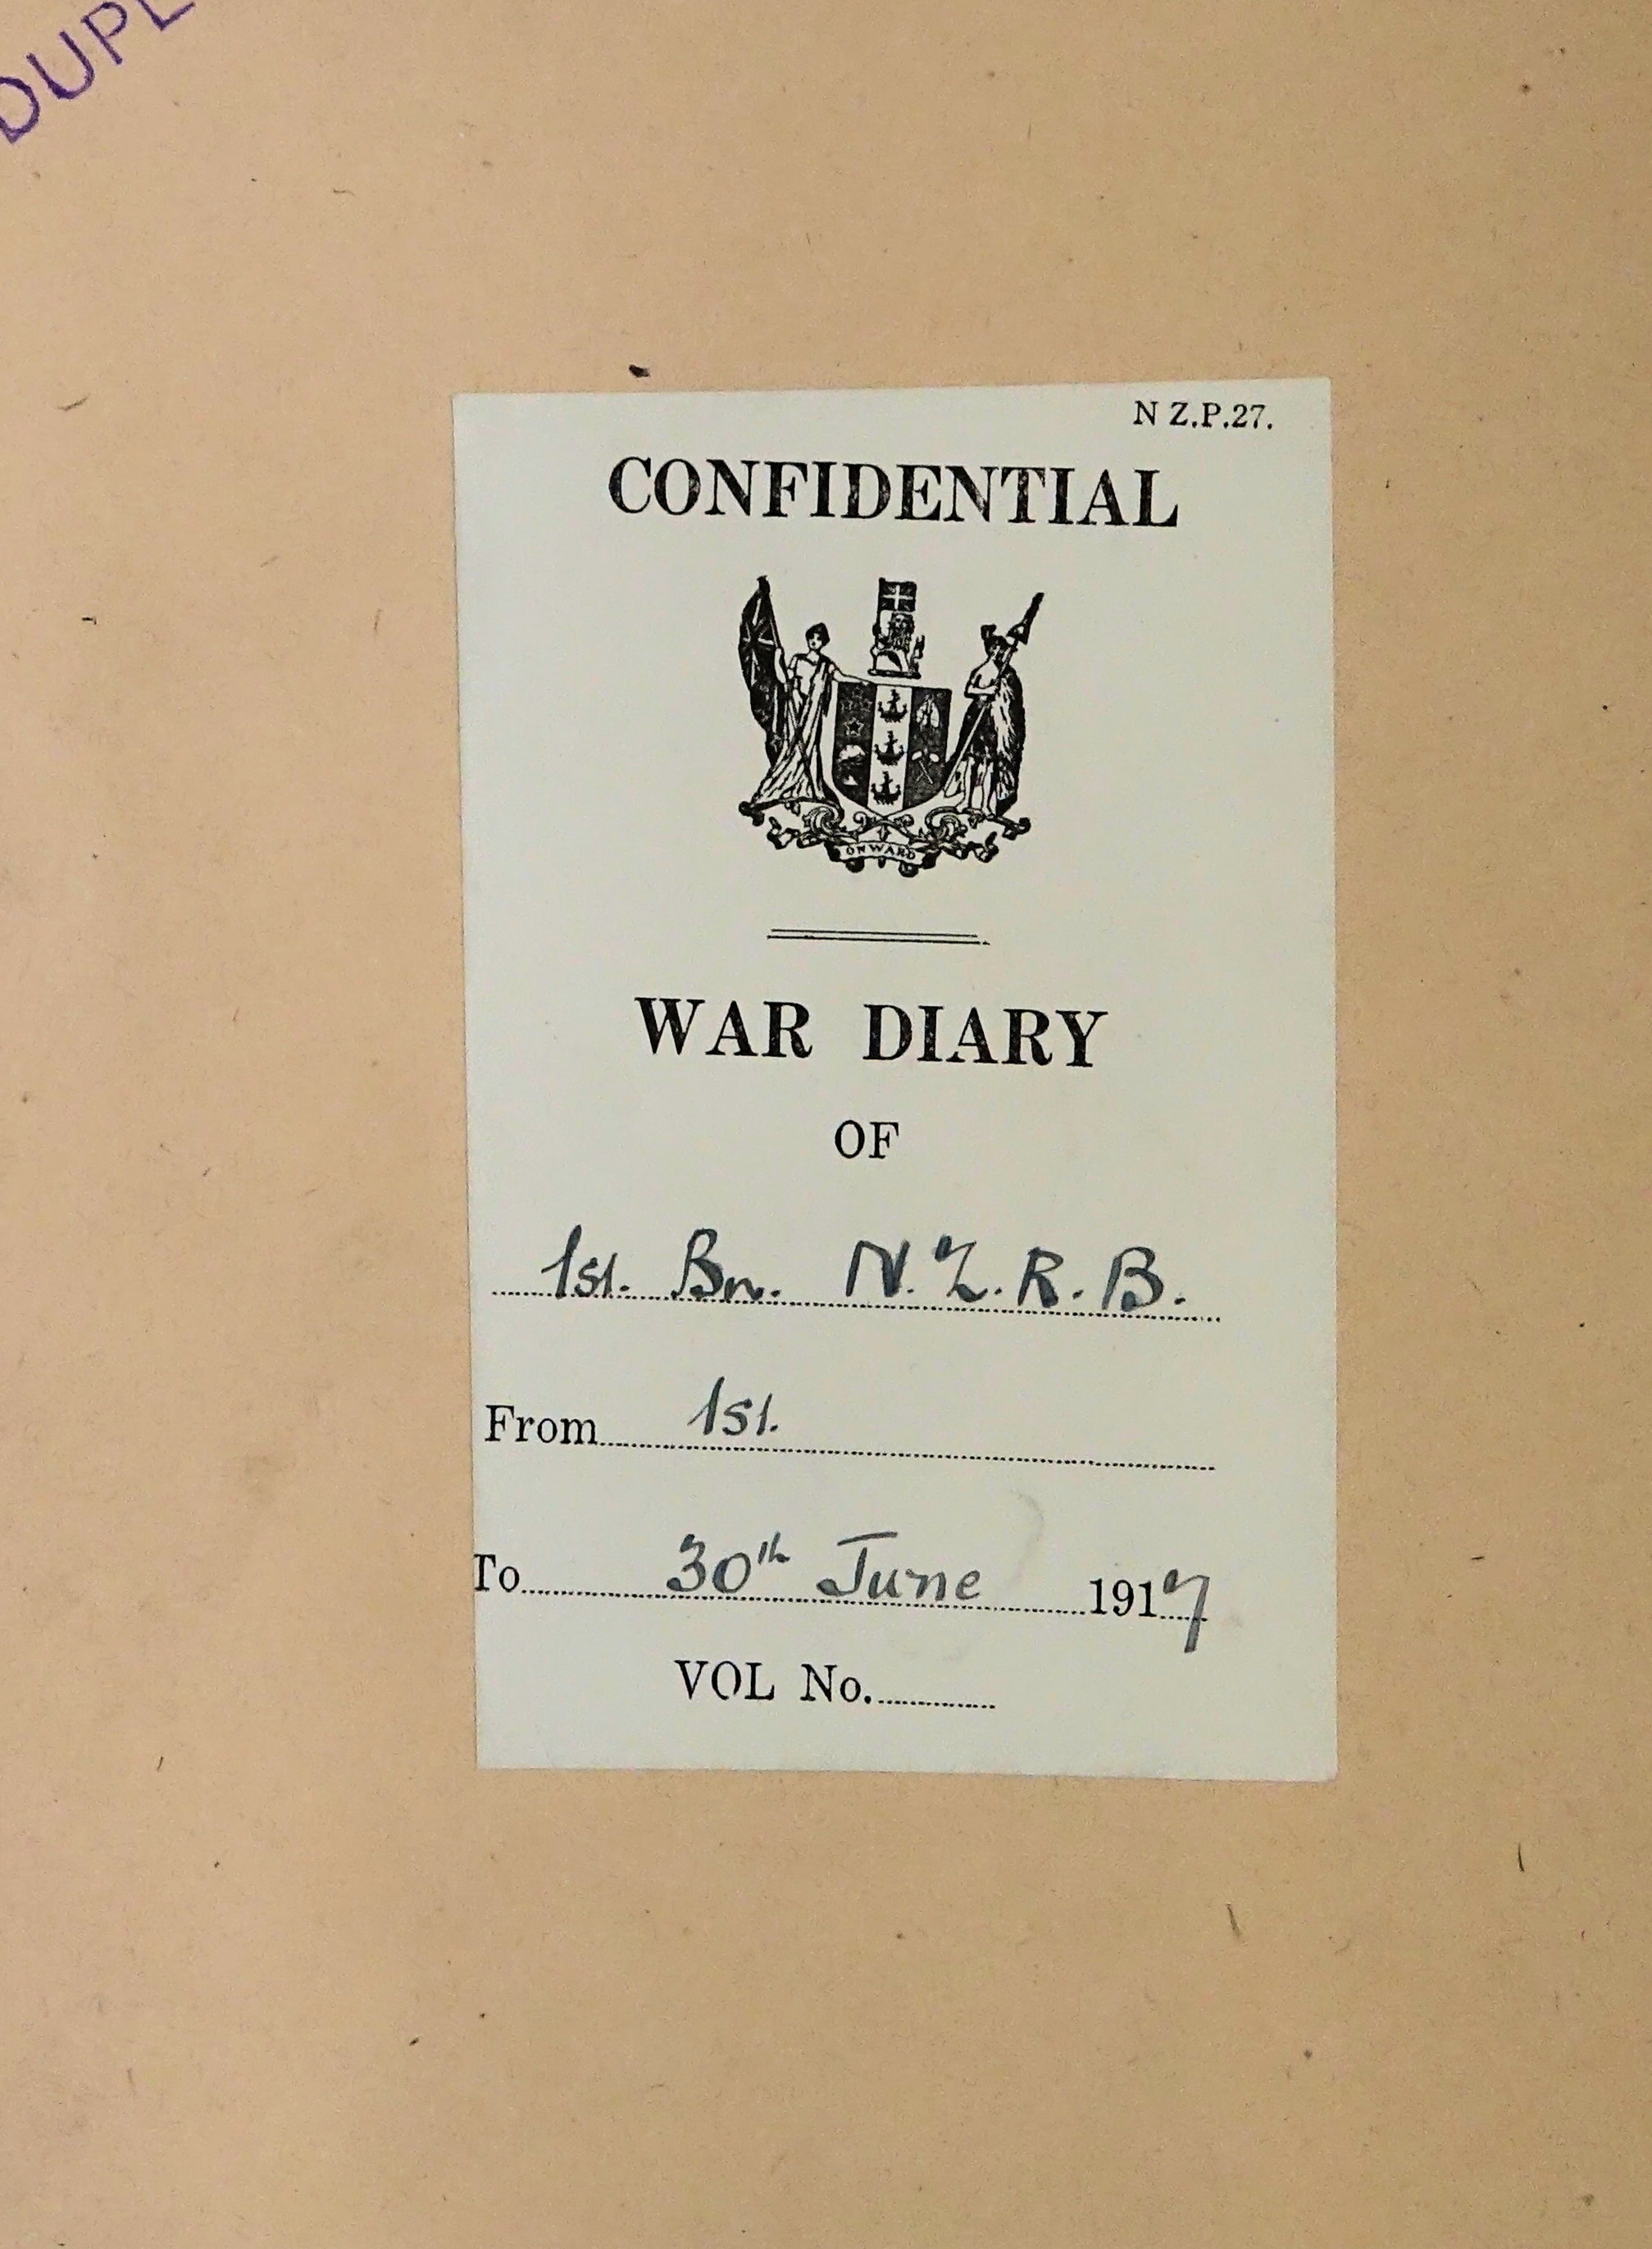 DUPL
N Z.P.27.
CONFIDENTIAL
ONWARD
WAR DIARY
OF
1st. Bn. N.Z.R.B.
From 1st.
To 30th June 1917
VOL No.